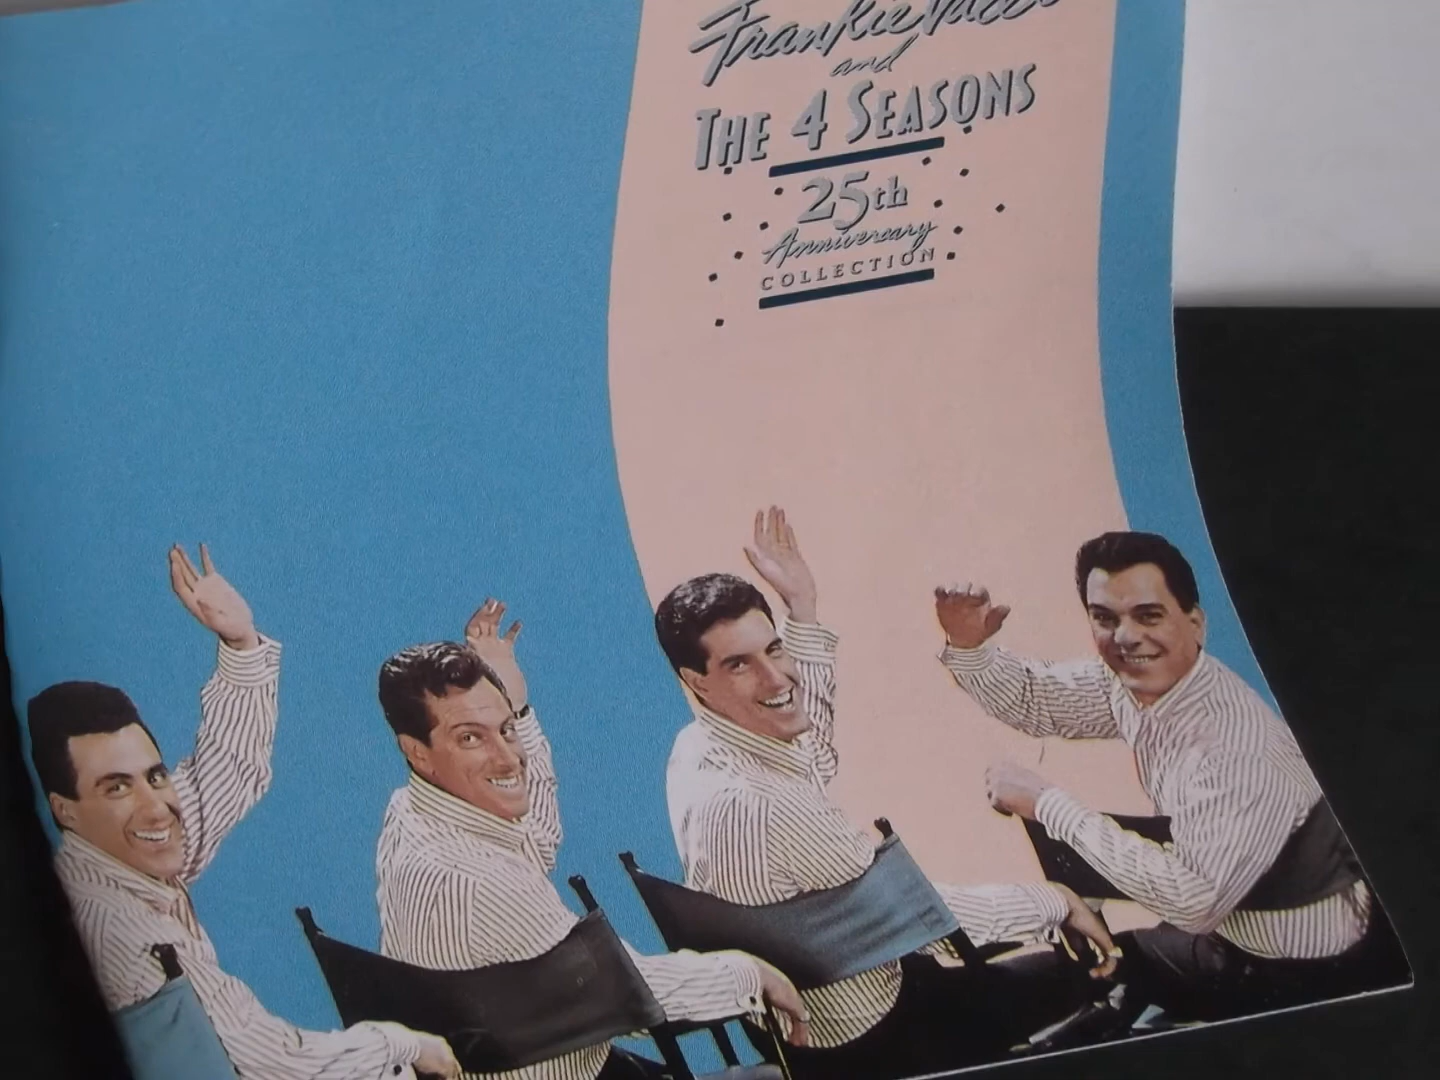 Frankie Valli
and
THE 4 SEASONS
25th
Anniversary
COLLECTION